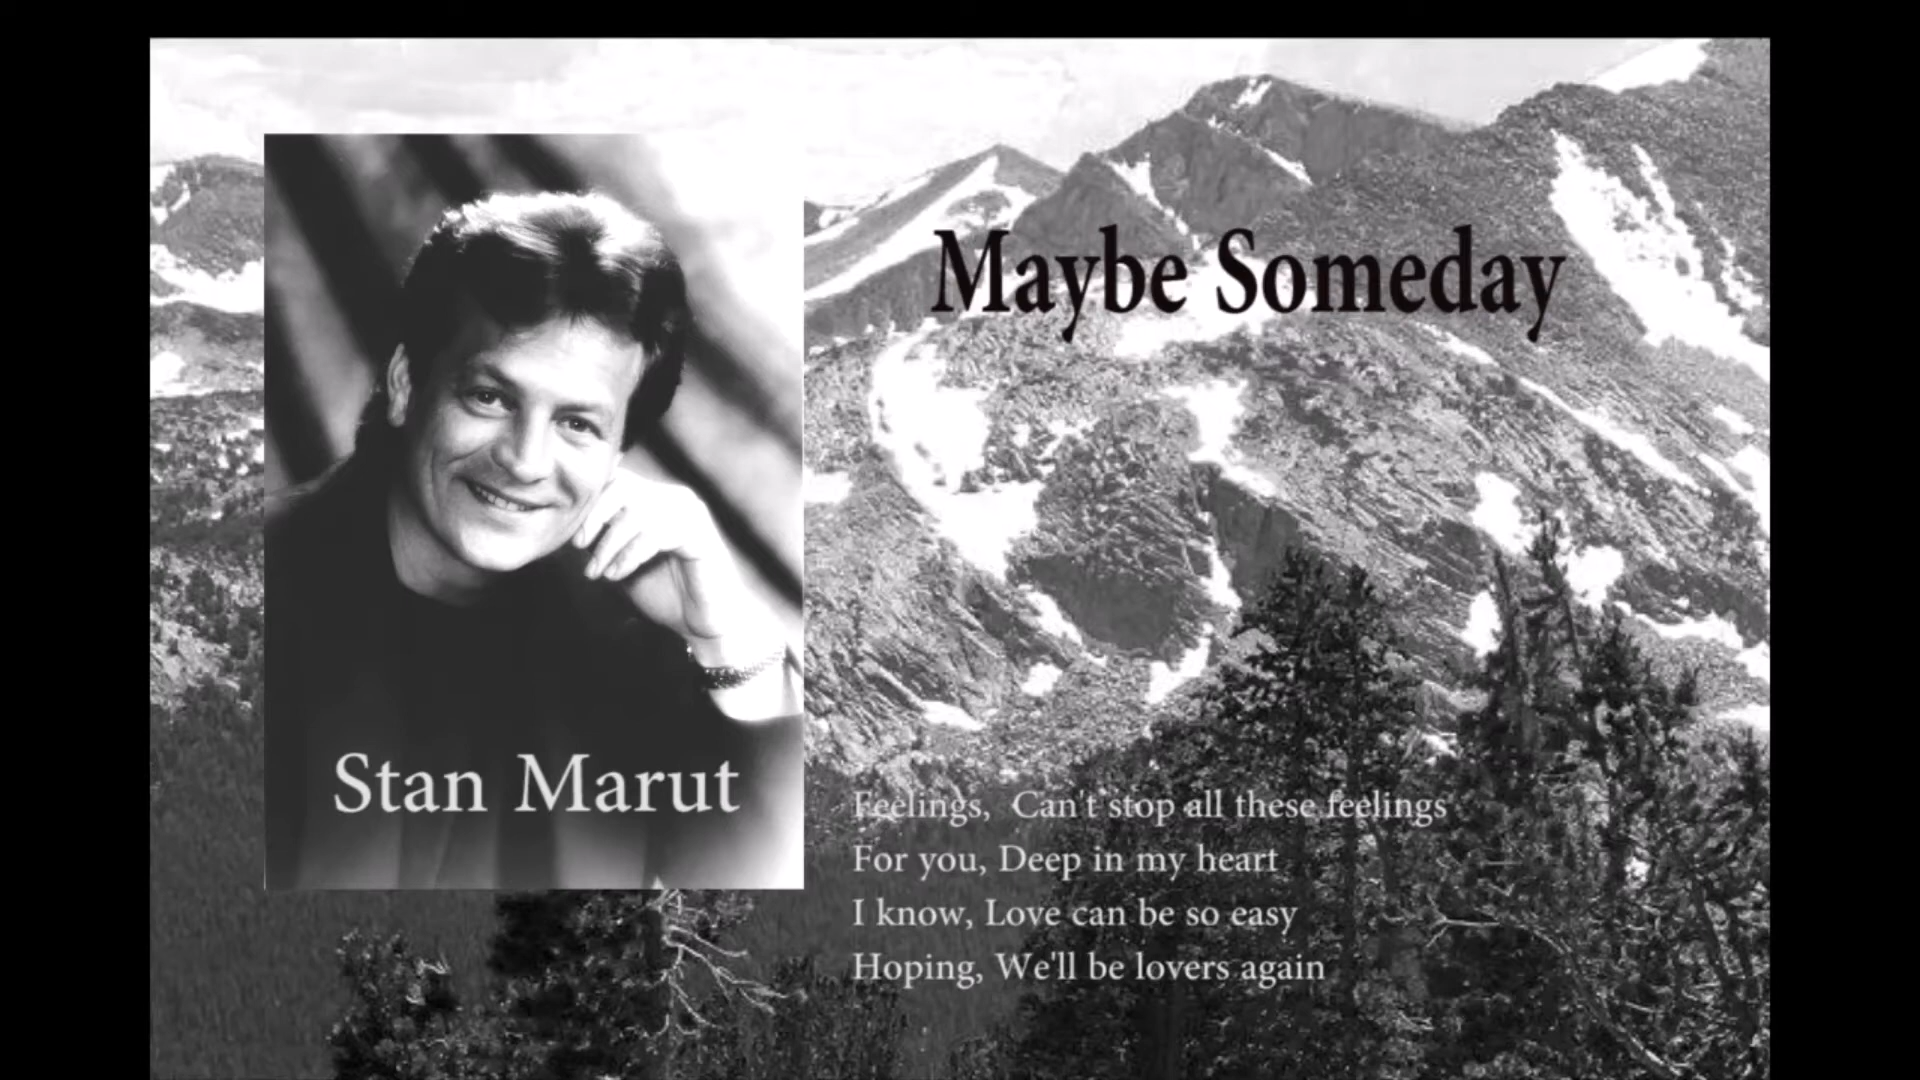 Maybe Someday
Stan Marut
Feelings,  Can't stop all these feelings
For you, Deep in my heart
I know, Love can be so easy
Hoping, We'll be lovers again